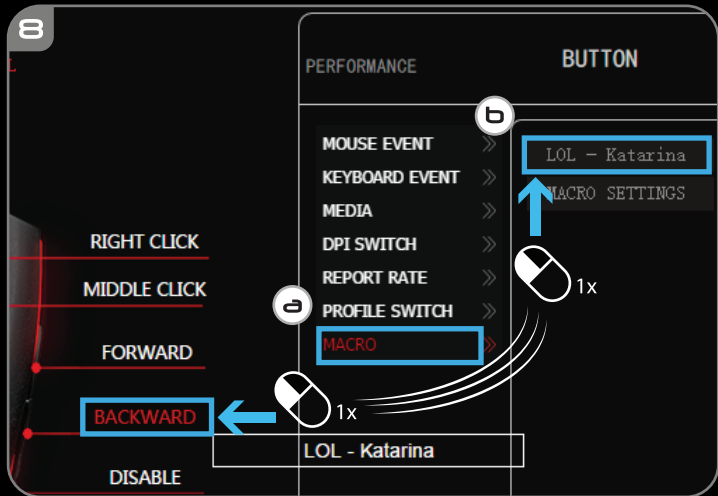 8
L
PERFORMANCE
BUTTON
b
MOUSE EVENT
KEYBOARD EVENT
MEDIA
DPI SWITCH
REPORT RATE
PROFILE SWITCH
MACRO
LOL - Katarina
MACRO SETTINGS
1x
a
RIGHT CLICK
MIDDLE CLICK
FORWARD
BACKWARD
DISABLE
1x
LOL - Katarina